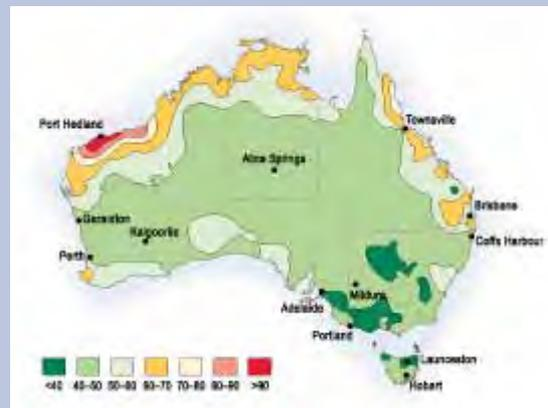 Port Hedland
Townsville
Alice Springs
Geraldton
Kalgoorlie
Brisbane
Coffs Harbour
Perth
Mildura
Adelaide
Portland
Launceston
Hobart
<40 40–50 50–60 60–70 70–80 80–90 >90